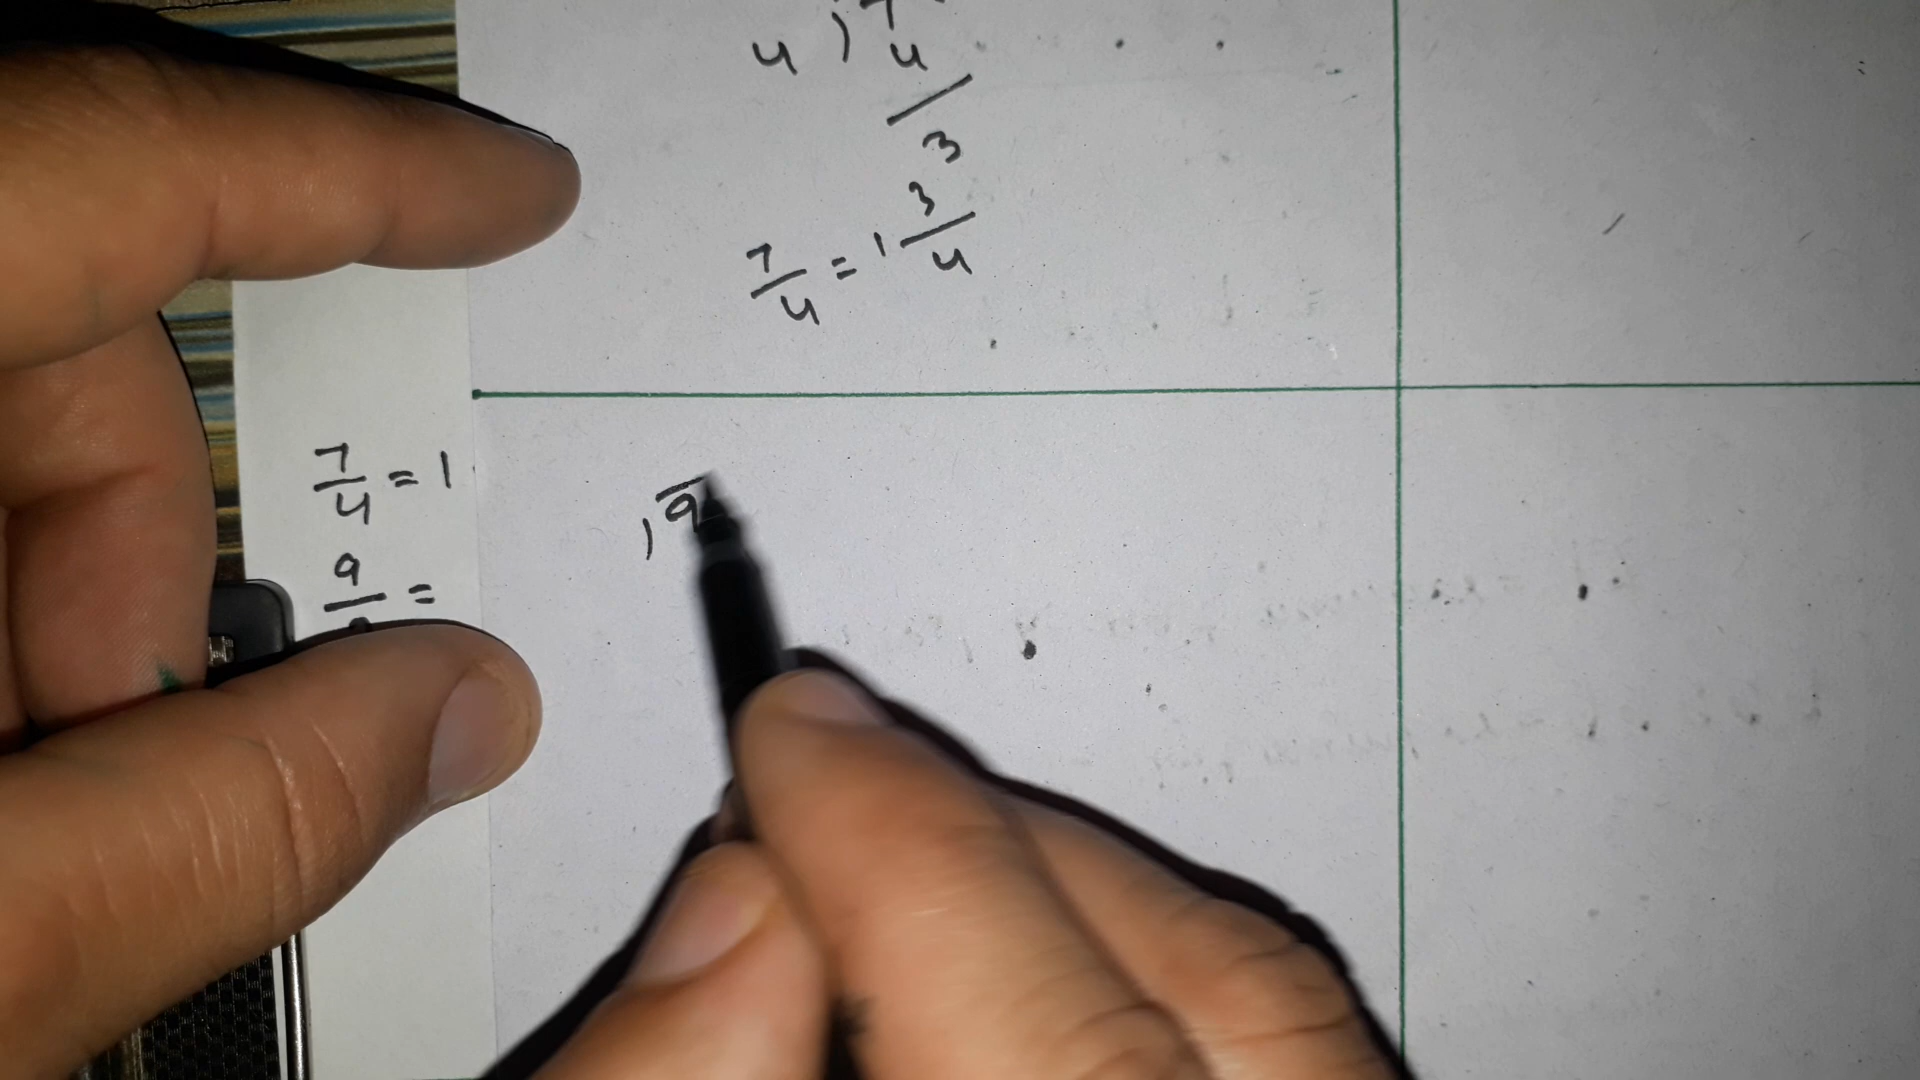 4 ) 7
4
3
7/4 = 1 3/4
7/4 = 1
9/ =
) 9